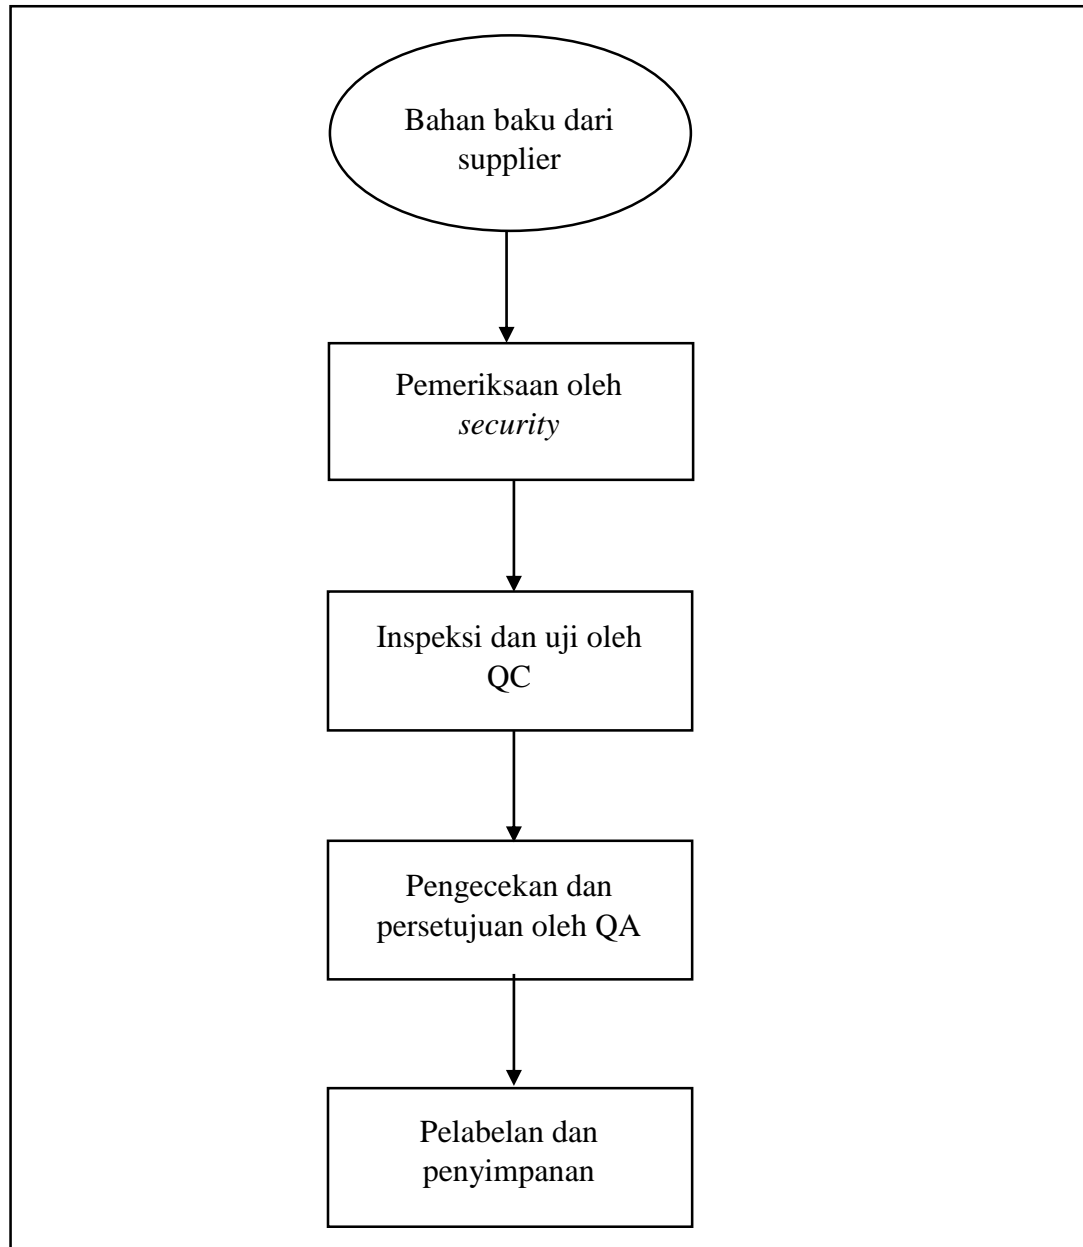 Bahan baku dari
supplier
Pemeriksaan oleh
security
Inspeksi dan uji oleh
QC
Pengecekan dan
persetujuan oleh QA
Pelabelan dan
penyimpanan